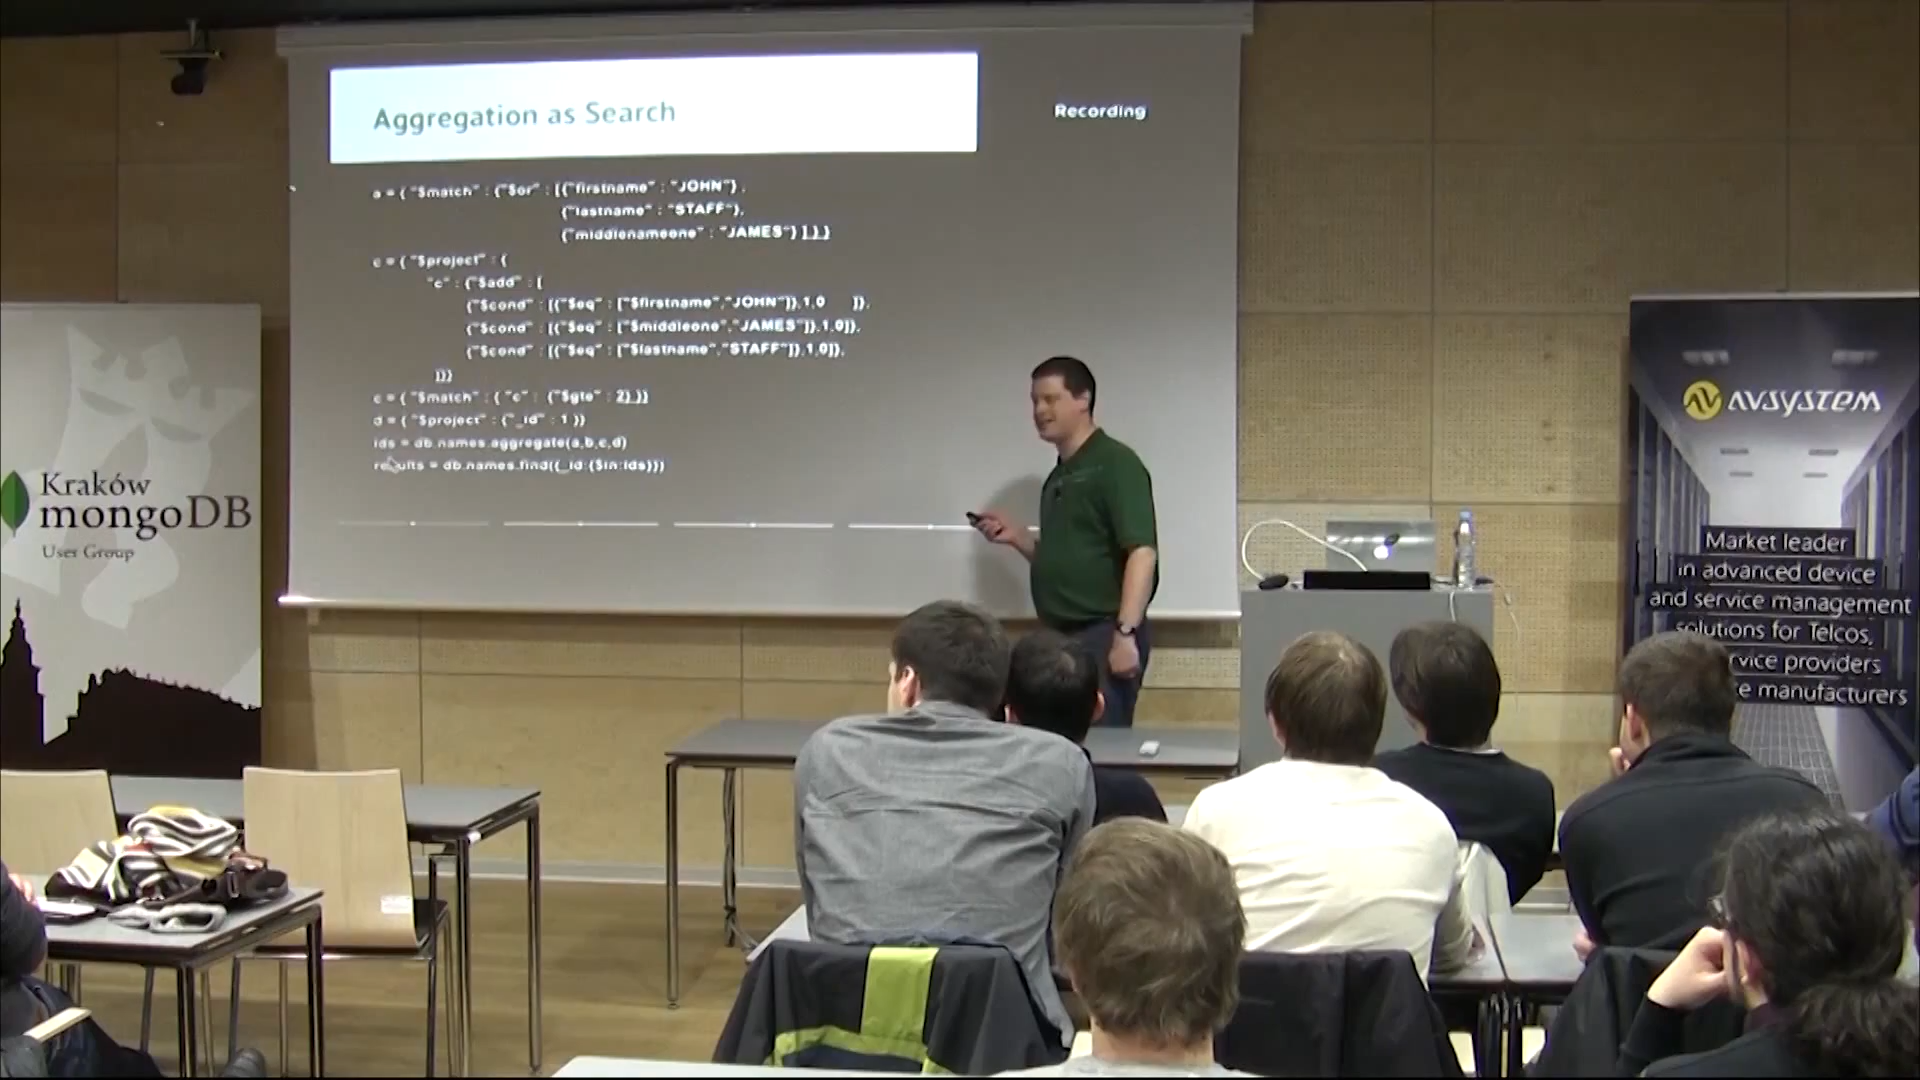 Aggregation as Search
Recording
a = { "$match" : {"$or" : [{"firstname" : "JOHN"} ,
{"lastname" : "STAFF"},
{"middlenameone" : "JAMES"} ] } }
c = { "$project" : {
"c" : {"$add" : [
{"$cond" : [{"$eq" : ["$firstname","JOHN"]},1,0 ]},
{"$cond" : [{"$eq" : ["$middleone","JAMES"]},1,0]},
{"$cond" : [{"$eq" : ["$lastname","STAFF"]},1,0]},
]}}
c = { "$match" : { "c" : {"$gte" : 2} }}
d = { "$project" : {"_id" : 1 }}
ids = db.names.aggregate(a,b,c,d)
results = db.names.find({_id:{$in:ids}})
Kraków
mongoDB
User Group
AVSYSTEM
Market leader
in advanced device
and service management
solutions for Telcos,
rvice providers
e manufacturers